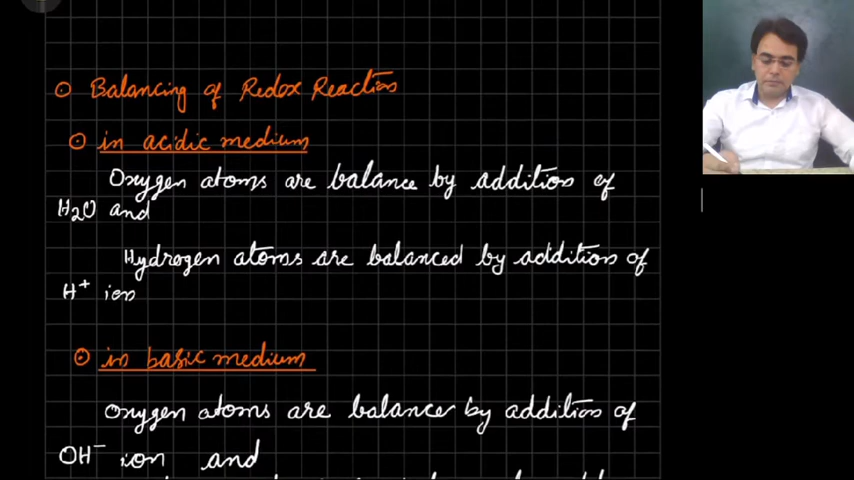 Balancing of Redox Reaction
in acidic medium
Oxygen atoms are balance by addition of
H₂O and
Hydrogen atoms are balanced by addition of
H⁺ ion
in basic medium
Oxygen atoms are balance by addition of
OH⁻ ion and